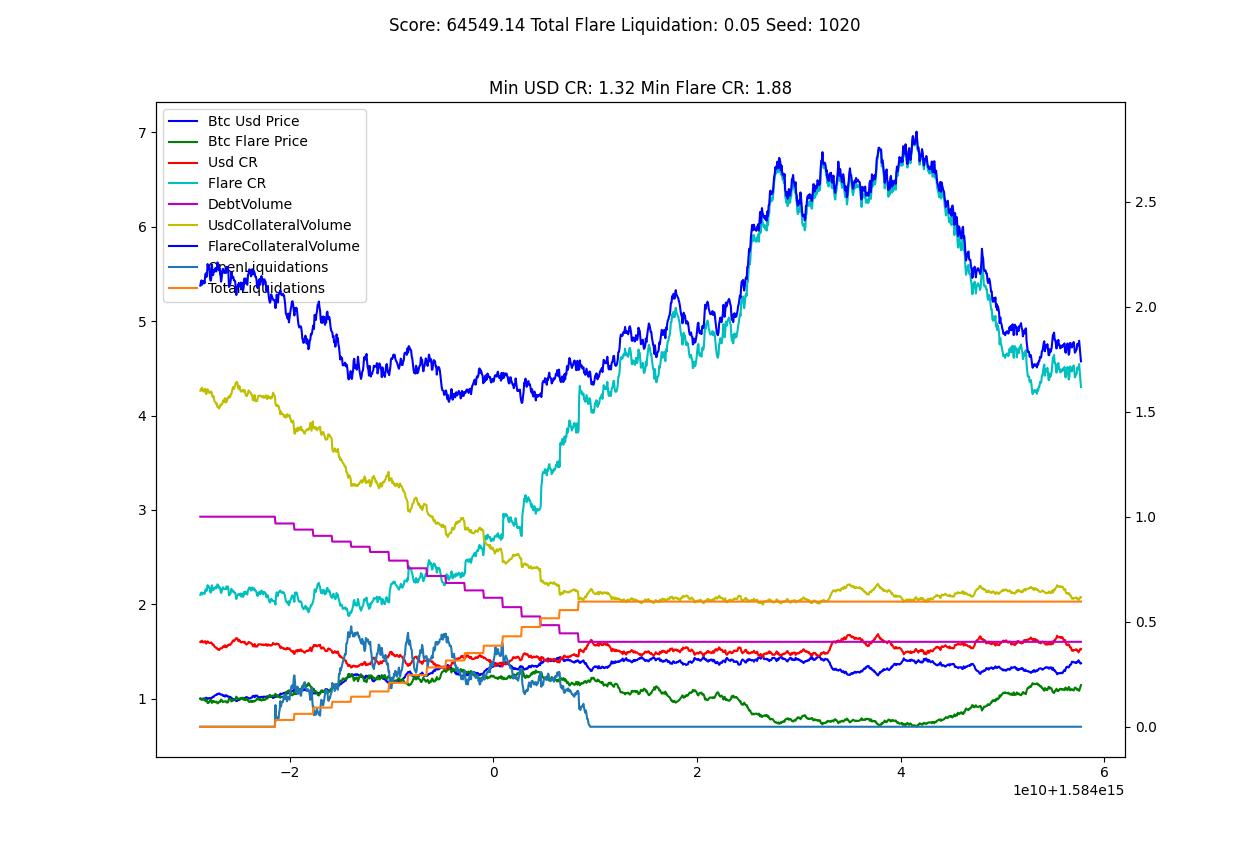 Score: 64549.14 Total Flare Liquidation: 0.05 Seed: 1020
Min USD CR: 1.32 Min Flare CR: 1.88
Btc Usd Price
Btc Flare Price
Usd CR
Flare CR
DebtVolume
UsdCollateralVolume
FlareCollateralVolume
OpenLiquidations
TotalLiquidations
7
6
5
4
3
2
1
2.5
2.0
1.5
1.0
0.5
0.0
−2 0 2 4 6
1e10+1.584e15